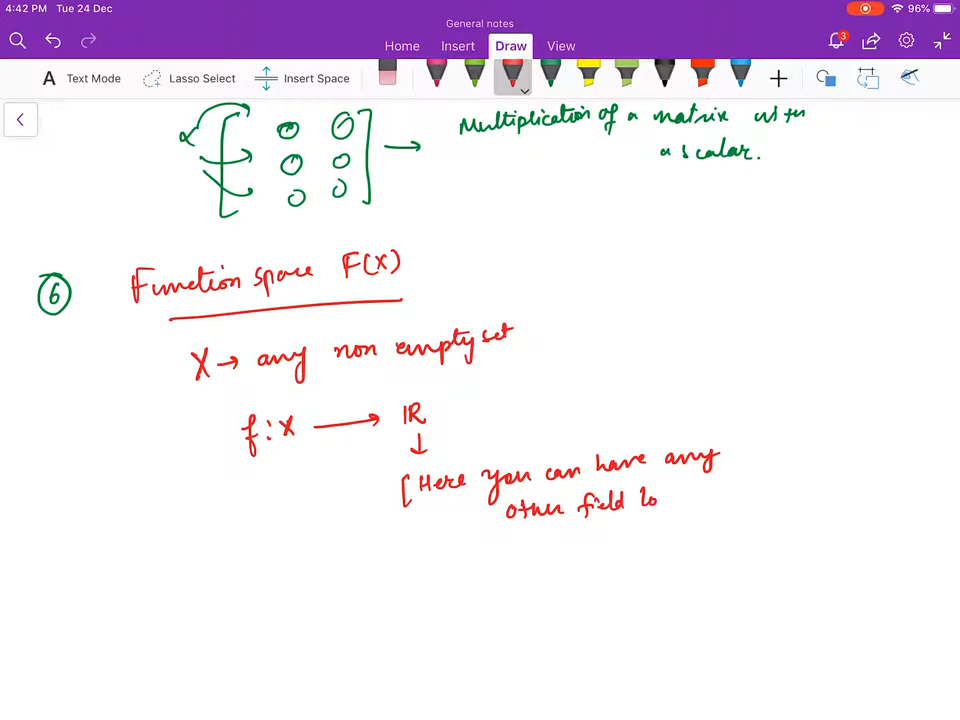 4:42 PM Tue 24 Dec
96%
General notes
Home Insert Draw View
3
Text Mode Lasso Select Insert Space
α [ 0 0 0 0 0 0 ] → Multiplication of a matrix with
a scalar.
6 Function space F(X)
X → any non empty set
f : X → IR
↓
[Here you can have any
other field